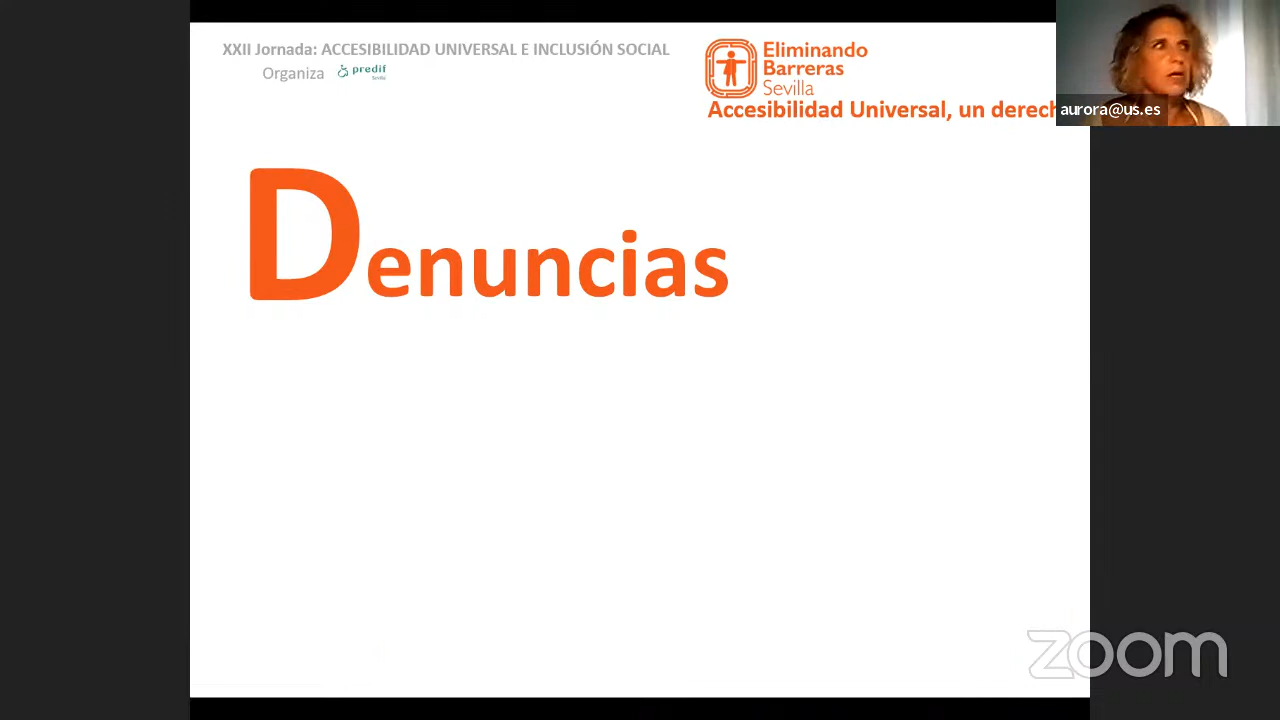 XXII Jornada: ACCESIBILIDAD UNIVERSAL E INCLUSIÓN SOCIAL
Organiza predif
Sevilla
Eliminando
Barreras
Sevilla
Accesibilidad Universal, un derech
aurora@us.es
Denuncias
zoom